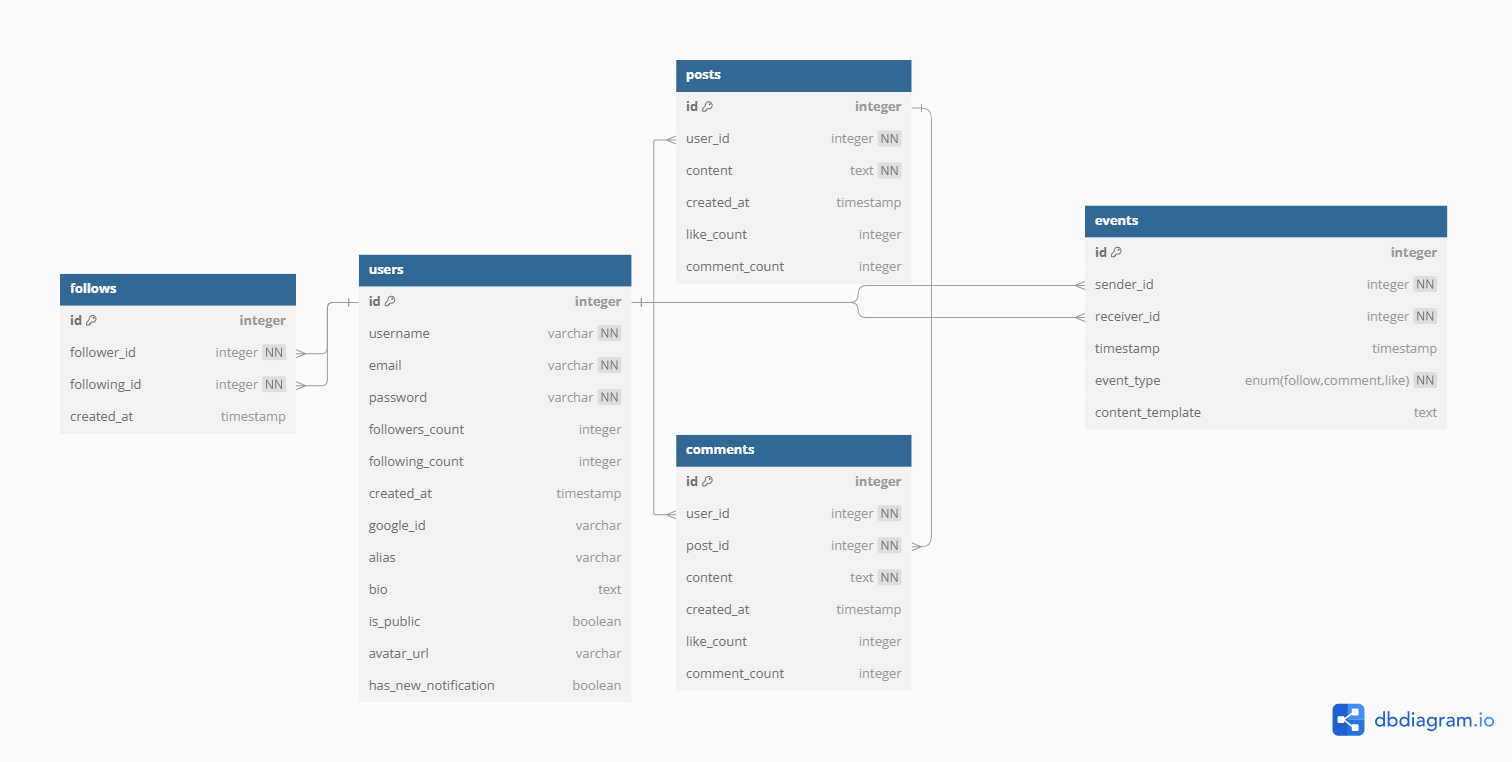 posts
id integer
user_id integer NN
content text NN
created_at timestamp
like_count integer
comment_count integer
events
id integer
sender_id integer NN
receiver_id integer NN
timestamp timestamp
event_type enum(follow,comment,like) NN
content_template text
users
id integer
username varchar NN
email varchar NN
password varchar NN
followers_count integer
following_count integer
created_at timestamp
google_id varchar
alias varchar
bio text
is_public boolean
avatar_url varchar
has_new_notification boolean
follows
id integer
follower_id integer NN
following_id integer NN
created_at timestamp
comments
id integer
user_id integer NN
post_id integer NN
content text NN
created_at timestamp
like_count integer
comment_count integer
dbdiagram.io